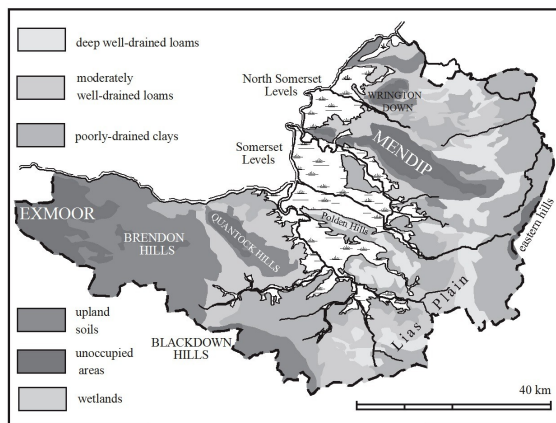 deep well-drained loams
moderately
well-drained loams
poorly-drained clays
North Somerset
Levels
WRINGTON
DOWN
Somerset
Levels
MENDIP
EXMOOR
BRENDON
HILLS
QUANTOCK HILLS
Polden Hills
eastern hills
Lias Plain
BLACKDOWN
HILLS
upland
soils
unoccupied
areas
wetlands
40 km